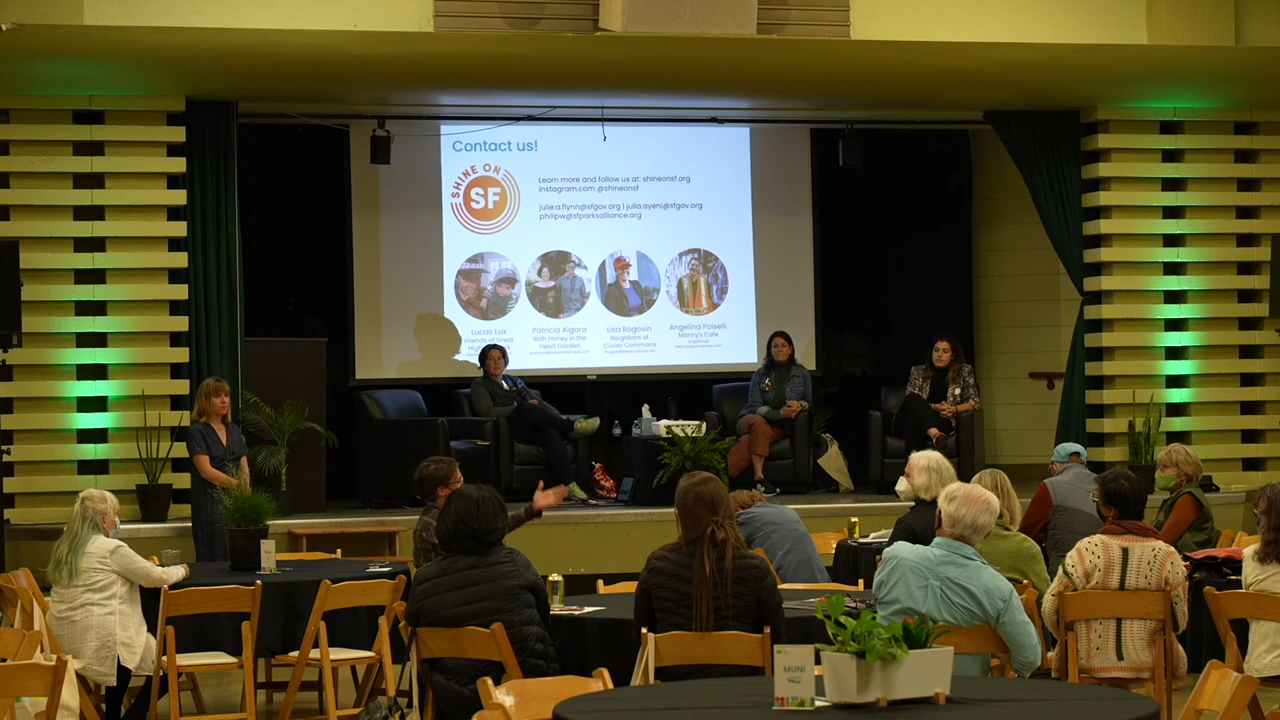 Contact us!
SHINE ON
SF
Learn more and follow us at: shineonsf.org
instagram.com @shineonsf
julie.a.flynn@sfgov.org | julia.ayeni@sfgov.org
philipw@sfparksalliance.org
Lucas Lux
Friends of Great
Patricia Algara
With Honey in the
Heart Garden
Lisa Rogovin
Neighbors of
Cuvier Commons
Angelina Polselli
Manny's Cafe
MUNI